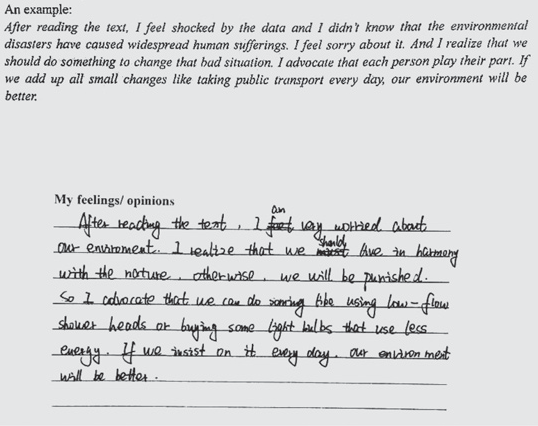 An example:
After reading the text, I feel shocked by the data and I didn't know that the environmental
disasters have caused widespread human sufferings. I feel sorry about it. And I realize that we
should do something to change that bad situation. I advocate that each person play their part. If
we add up all small changes like taking public transport every day, our environment will be
better.
My feelings/ opinions
am
After reading the text, I feel very worried about
should
our enviroment. I realize that we must live in harmony
with the nature. otherwise, we will be punished.
So I advocate that we can do like using low-flow
shower heads or buying some light bulbs that use less
energy. If we insist on it every day. our environment
will be better.